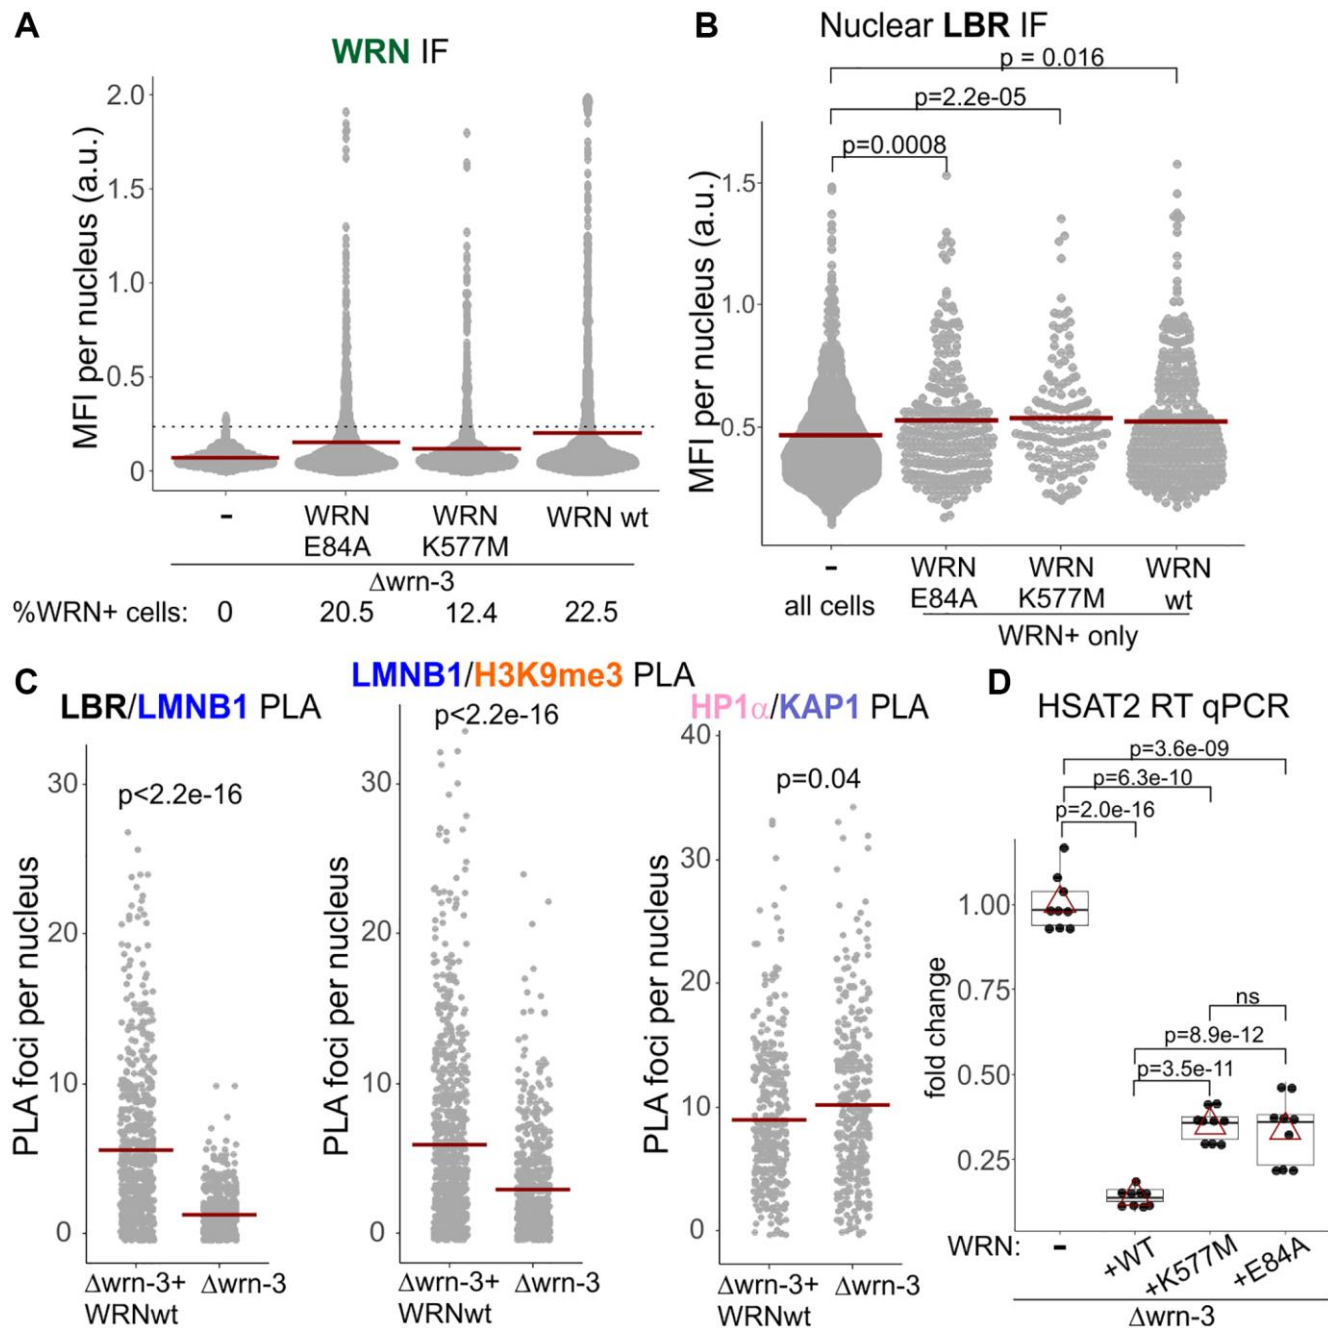 A
WRN IF
MFI per nucleus (a.u.)
2.0
1.5
1.0
0.5
0
-
WRN E84A
WRN K577M
WRN wt
Δwrn-3
%WRN+ cells: 0 20.5 12.4 22.5
B
Nuclear LBR IF
p = 0.016
p=2.2e-05
p=0.0008
MFI per nucleus (a.u.)
1.5
1.0
0.5
-
all cells
WRN E84A
WRN K577M
WRN wt
WRN+ only
C
LBR/LMNB1 PLA
p<2.2e-16
PLA foci per nucleus
30
20
10
0
Δwrn-3+ WRNwt
Δwrn-3
LMNB1/H3K9me3 PLA
p<2.2e-16
PLA foci per nucleus
30
20
10
0
Δwrn-3+ WRNwt
Δwrn-3
HP1α/KAP1 PLA
p=0.04
PLA foci per nucleus
40
30
20
10
0
Δwrn-3+ WRNwt
Δwrn-3
D
HSAT2 RT qPCR
p=3.6e-09
p=6.3e-10
p=2.0e-16
ns
p=8.9e-12
p=3.5e-11
fold change
1.00
0.75
0.50
0.25
WRN: - +WT +K577M +E84A
Δwrn-3